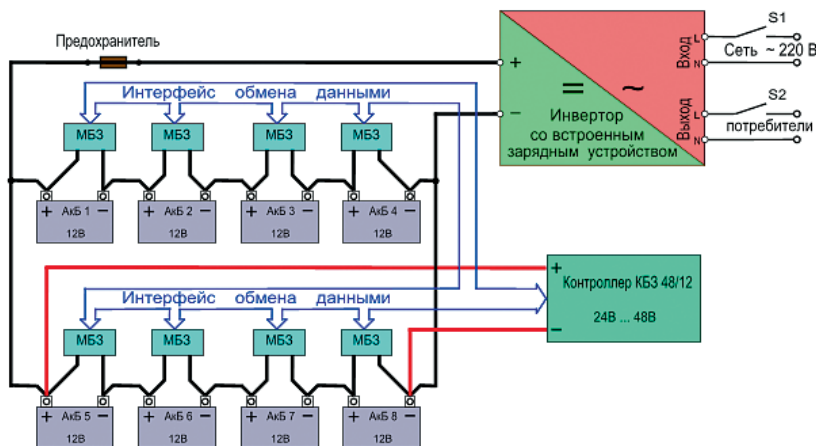 Предохранитель
Интерфейс обмена данными
МБЗ МБЗ МБЗ МБЗ
+ АкБ 1 −
12В
+ АкБ 2 −
12В
+ АкБ 3 −
12В
+ АкБ 4 −
12В
+
−
= ~
Инвертор
со встроенным
зарядным устройством
Вход
L
N
S1
Сеть ~ 220 В
Выход
L
N
S2
потребители
Интерфейс обмена данными
МБЗ МБЗ МБЗ МБЗ
+ АкБ 5 −
12В
+ АкБ 6 −
12В
+ АкБ 7 −
12В
+ АкБ 8 −
12В
+
−
Контроллер КБЗ 48/12
24В ... 48В